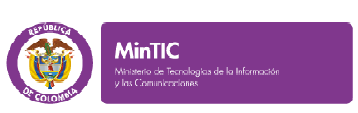 REPÚBLICA
DE COLOMBIA
MinTIC
Ministerio de Tecnologías de la Información
y las Comunicaciones